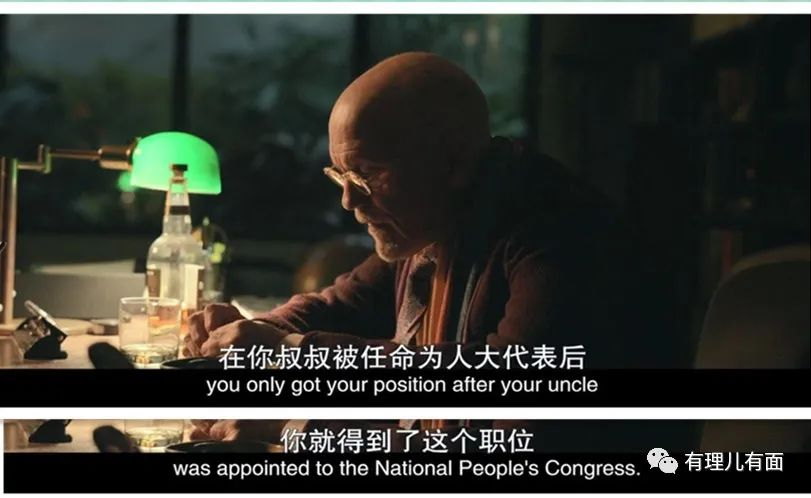 在你叔叔被任命为人大代表后
you only got your position after your uncle
你就得到了这个职位
was appointed to the National People's Congress.
有理儿有面